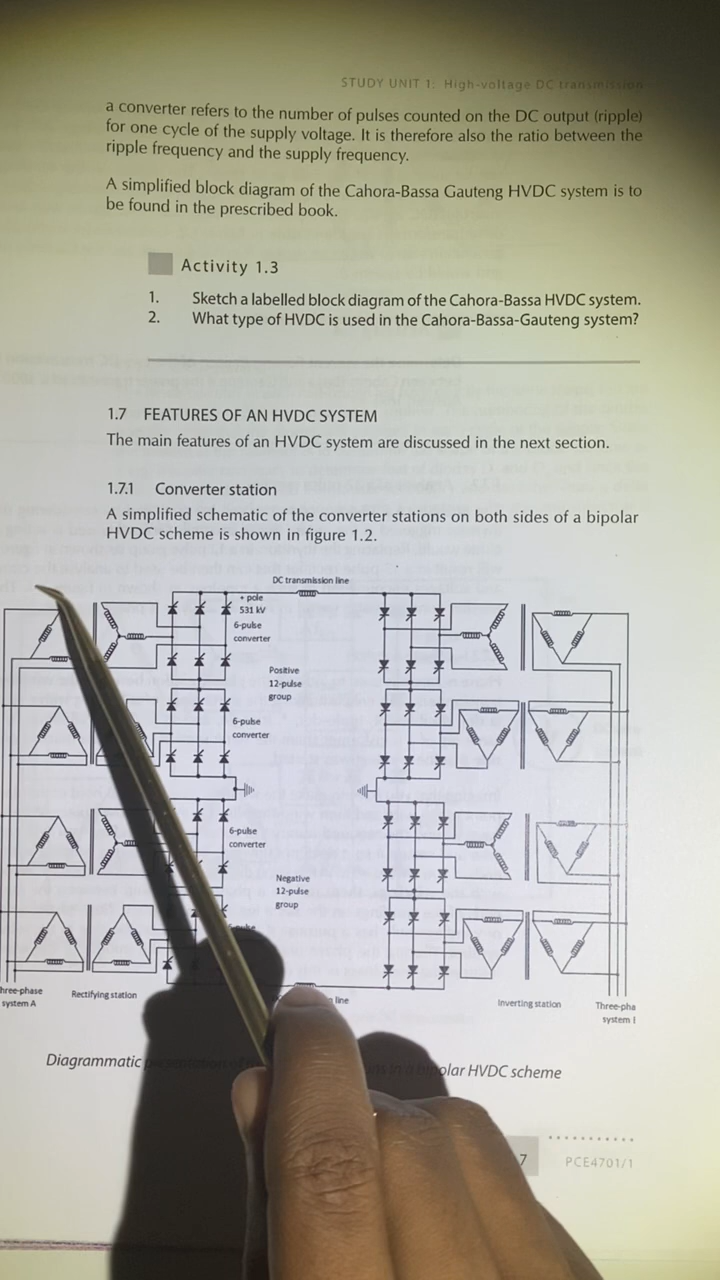 STUDY UNIT 1: High-voltage DC transmission
a converter refers to the number of pulses counted on the DC output (ripple)
for one cycle of the supply voltage. It is therefore also the ratio between the
ripple frequency and the supply frequency.
A simplified block diagram of the Cahora-Bassa Gauteng HVDC system is to
be found in the prescribed book.
Activity 1.3
1. Sketch a labelled block diagram of the Cahora-Bassa HVDC system.
2. What type of HVDC is used in the Cahora-Bassa-Gauteng system?
1.7 FEATURES OF AN HVDC SYSTEM
The main features of an HVDC system are discussed in the next section.
1.7.1 Converter station
A simplified schematic of the converter stations on both sides of a bipolar
HVDC scheme is shown in figure 1.2.
DC transmission line
+ pole
531 kV
6-pulse
converter
Positive
12-pulse
group
6-pulse
converter
6-pulse
converter
Negative
12-pulse
group
line
hree-phase
system A
Rectifying station
Inverting station
Three-pha
system
Diagrammatic
in a bipolar HVDC scheme
7
PCE4701/1